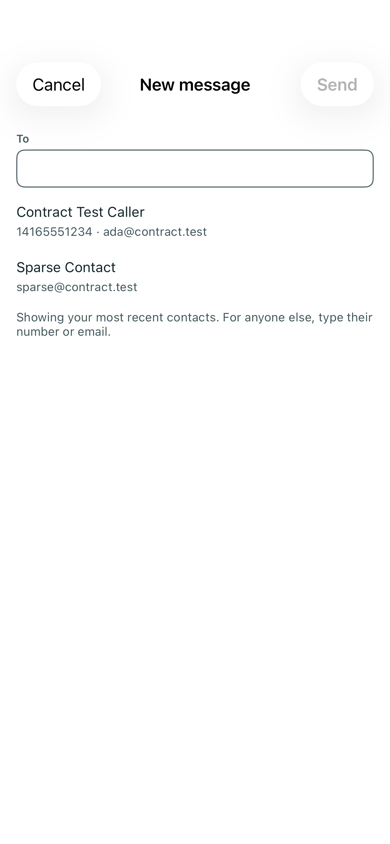 Cancel
New message
Send
To
Contract Test Caller
14165551234 · ada@contract.test
Sparse Contact
sparse@contract.test
Showing your most recent contacts. For anyone else, type their
number or email.